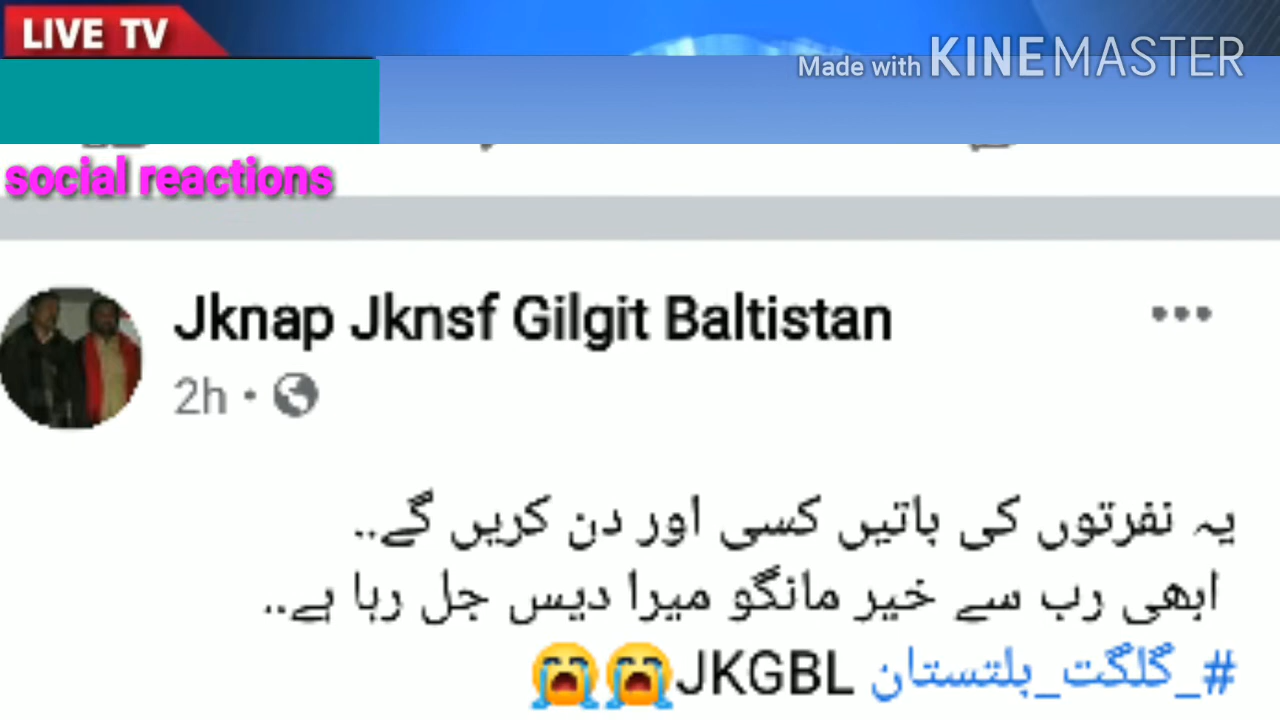 LIVE TV
Made with KINEMASTER
social reactions
Jknap Jknsf Gilgit Baltistan
2h •
یہ نفرتوں کی باتیں کسی اور دن کریں گے..
ابھی رب سے خیر مانگو میرا دیس جل رہا ہے..
#_گلگت_بلتستان JKGBL😭😭